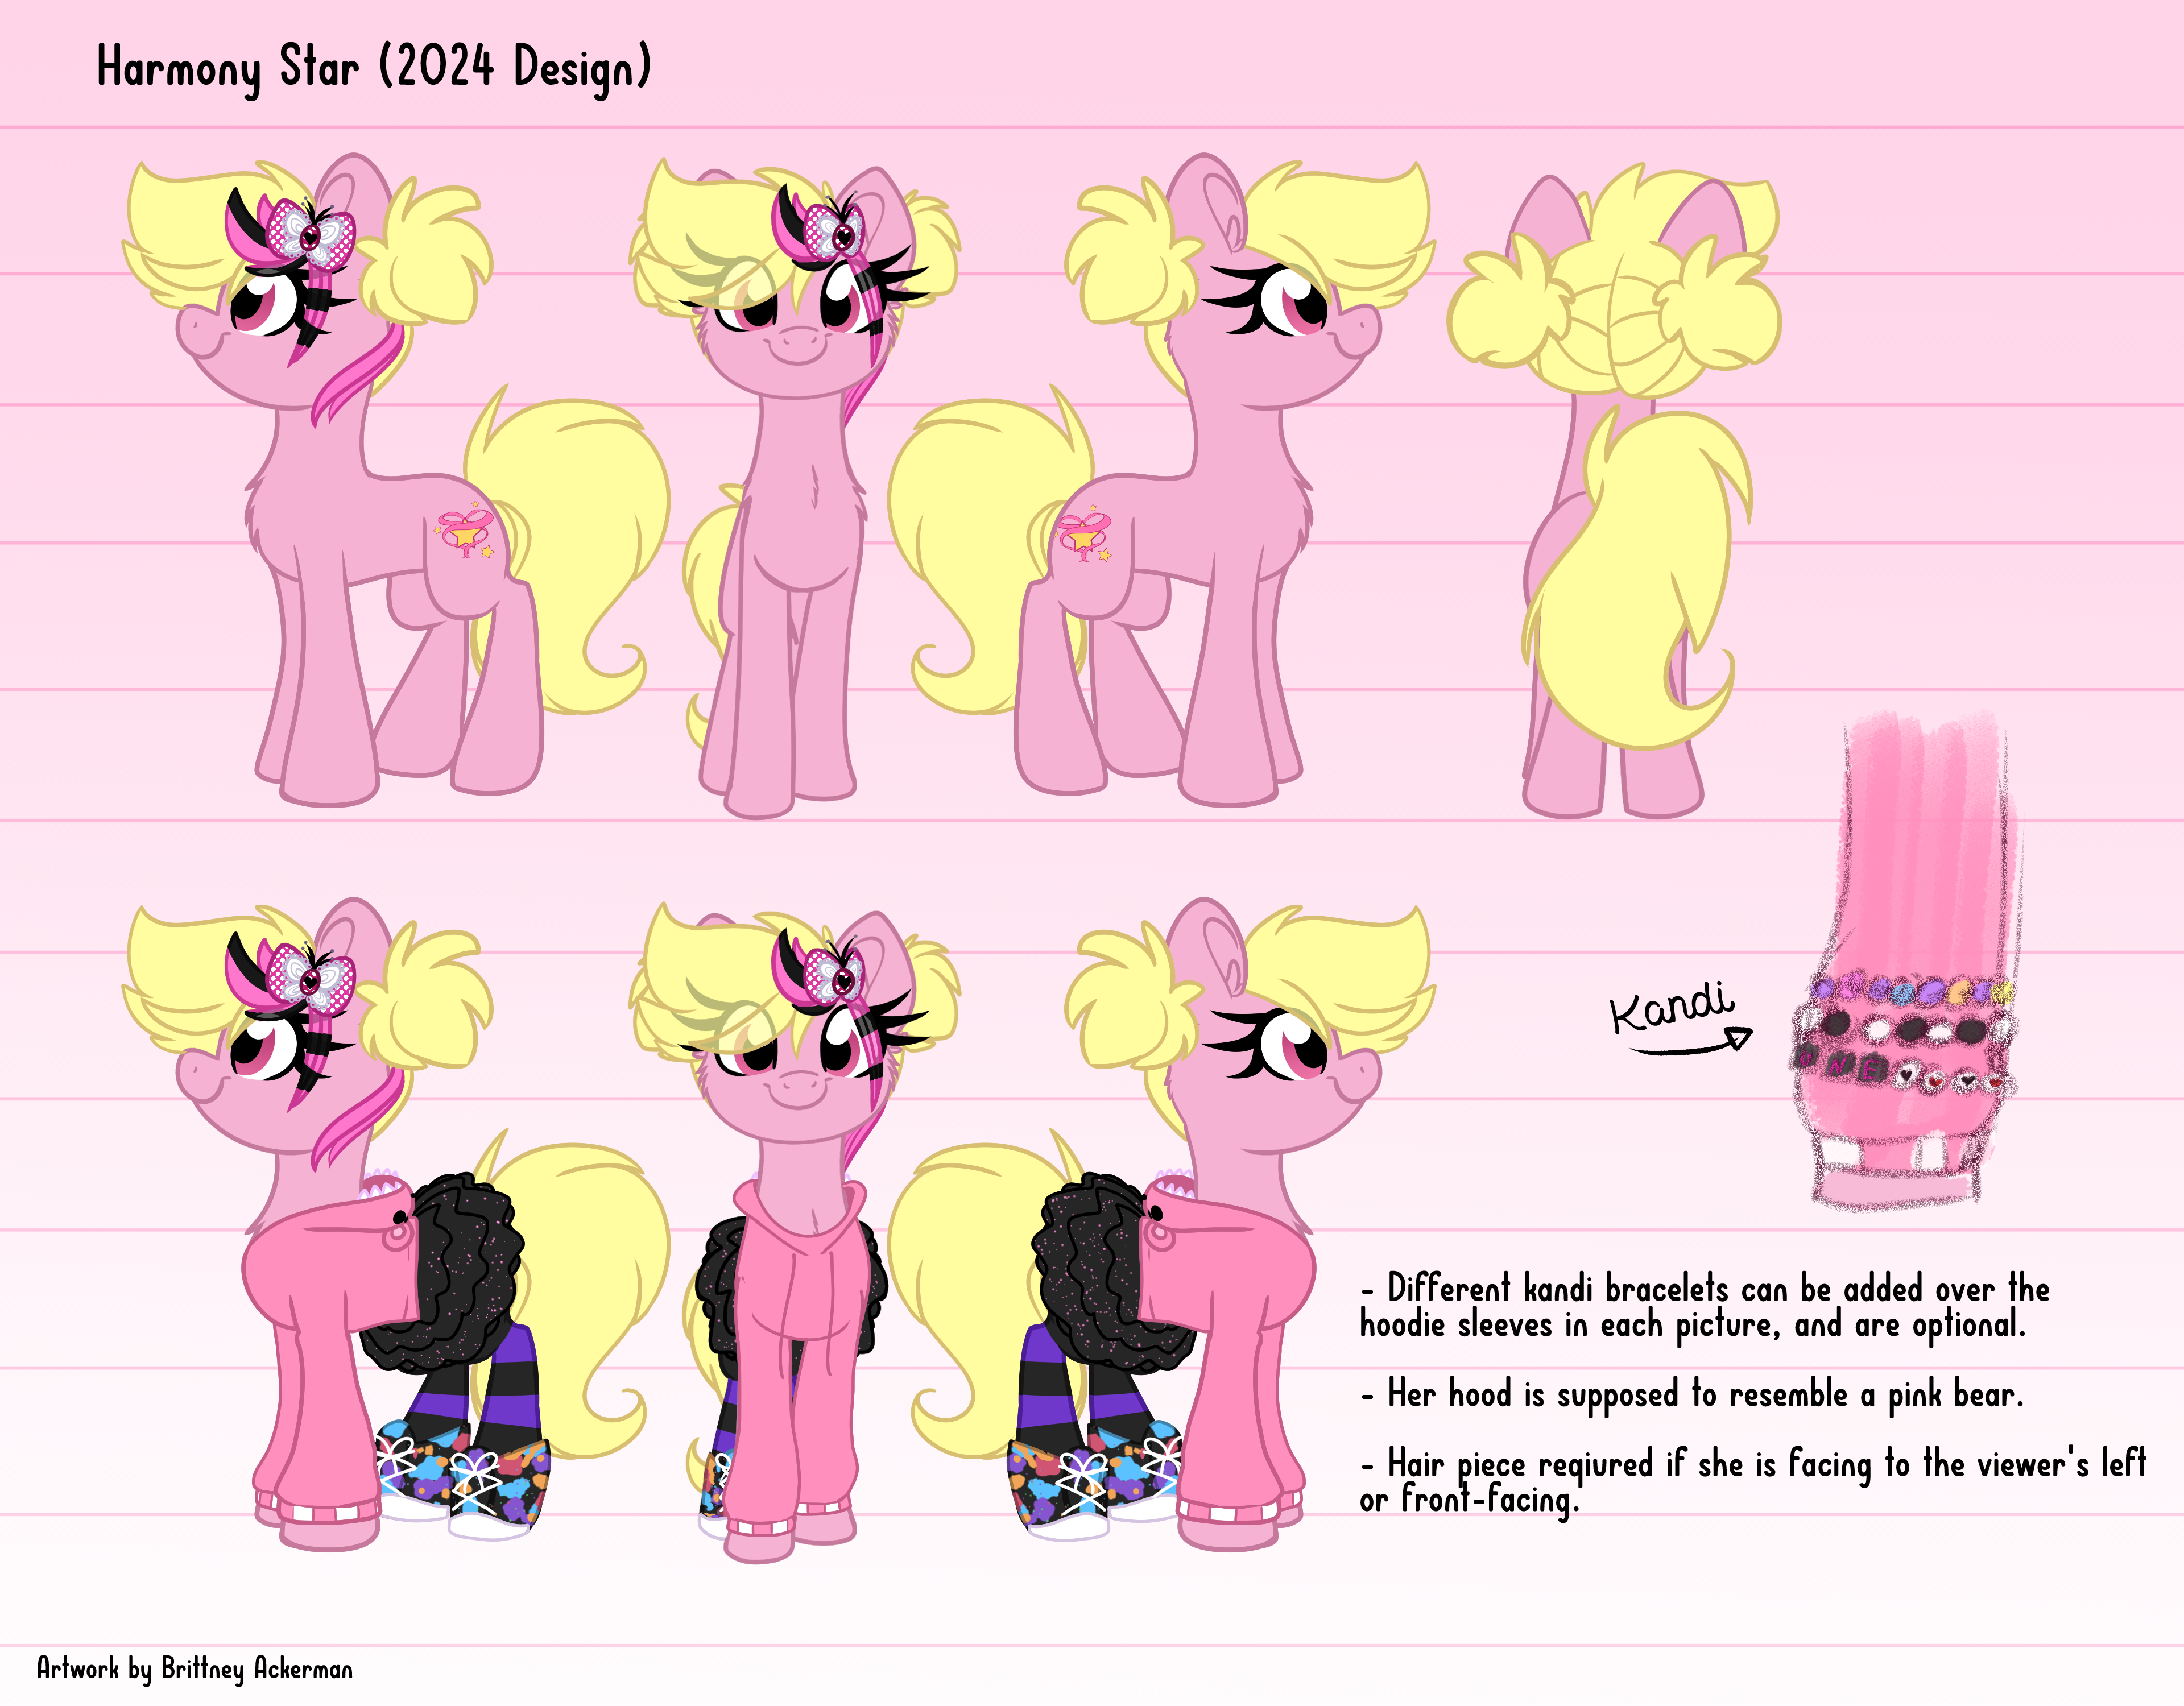 Harmony Star (2024 Design)
Kandi
ONE
- Different kandi bracelets can be added over the
hoodie sleeves in each picture, and are optional.
- Her hood is supposed to resemble a pink bear.
- Hair piece reqiured if she is facing to the viewer's left
or front-facing.
Artwork by Brittney Ackerman